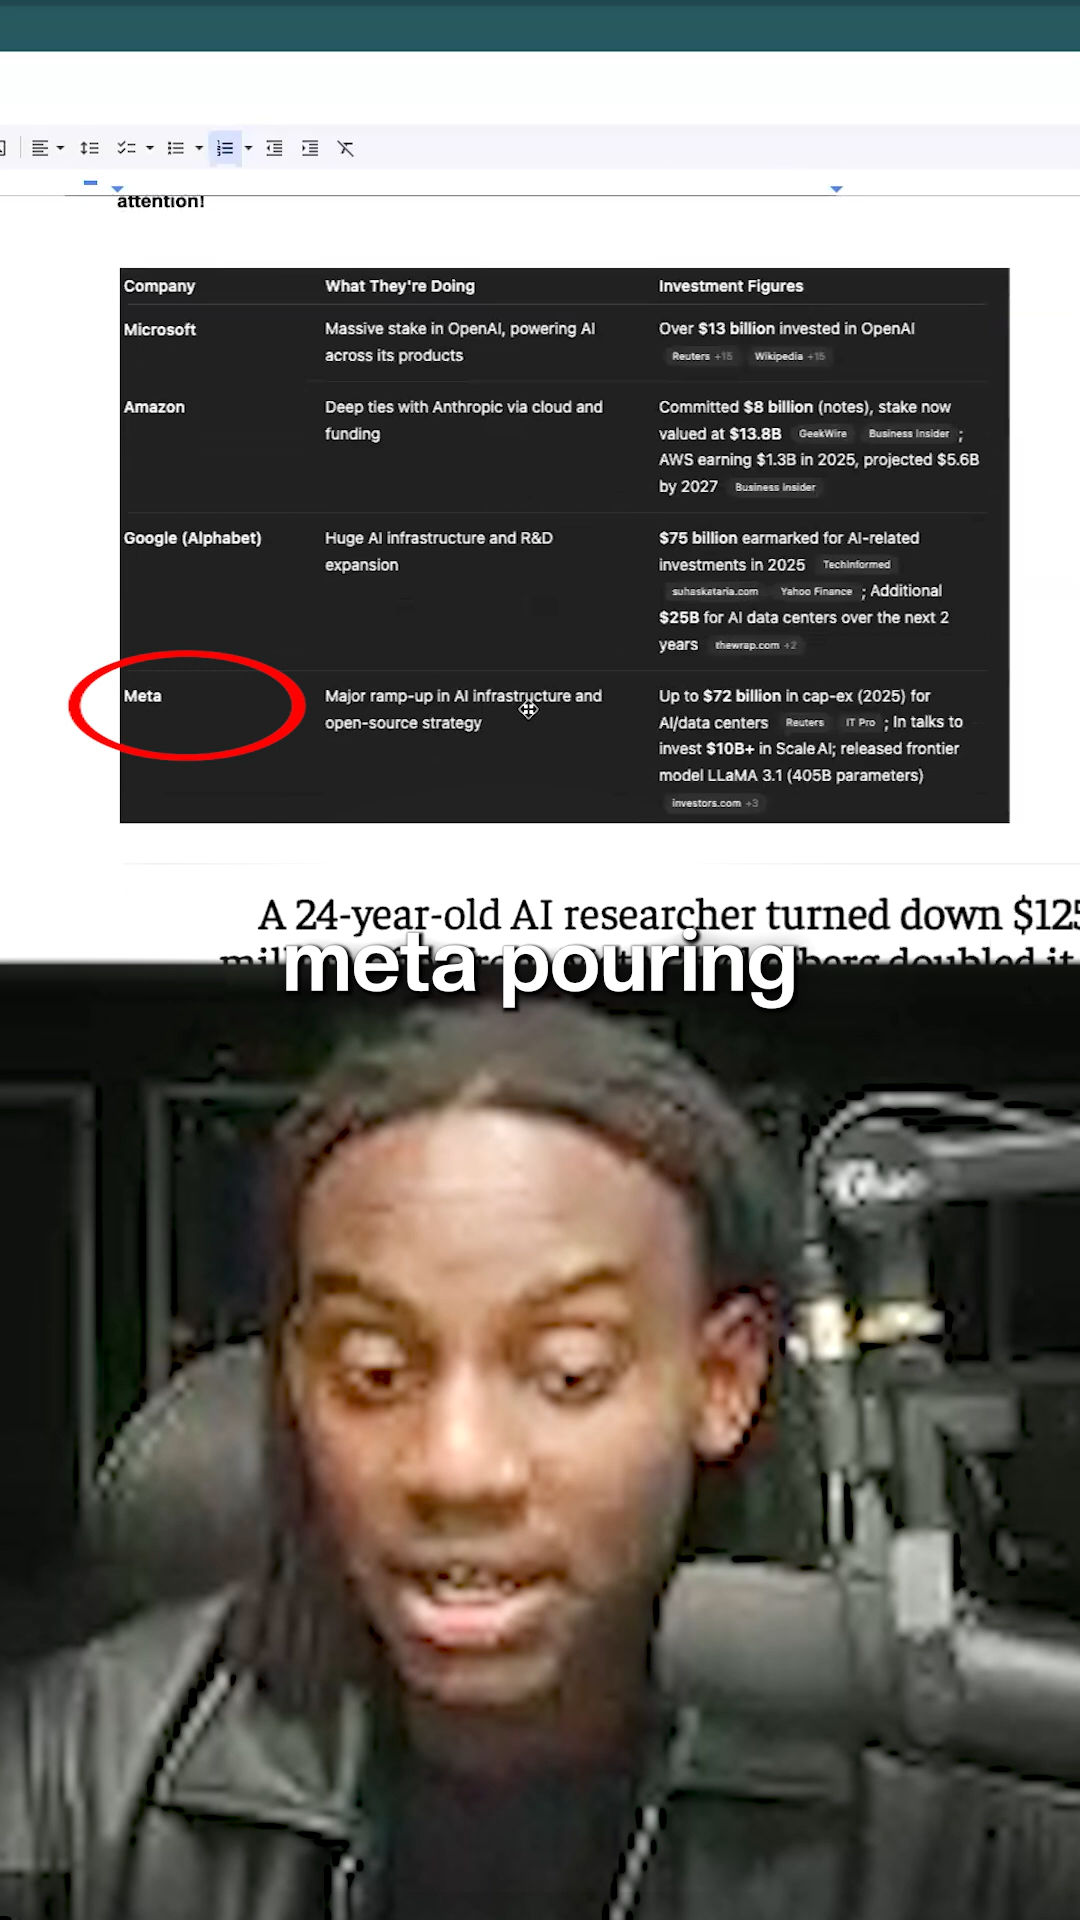 attention!
Company What They're Doing Investment Figures
Microsoft Massive stake in OpenAI, powering AI Over $13 billion invested in OpenAI
across its products Reuters +15 Wikipedia +15
Amazon Deep ties with Anthropic via cloud and Committed $8 billion (notes), stake now
funding valued at $13.8B GeekWire Business Insider ;
AWS earning $1.3B in 2025, projected $5.6B
by 2027 Business Insider
Google (Alphabet) Huge AI infrastructure and R&D $75 billion earmarked for AI-related
expansion investments in 2025 TechInformed
suhaskataria.com Yahoo Finance ; Additional
$25B for AI data centers over the next 2
years thewrap.com +2
Meta Major ramp-up in AI infrastructure and Up to $72 billion in cap-ex (2025) for
open-source strategy AI/data centers Reuters IT Pro ; In talks to
invest $10B+ in Scale AI; released frontier
model LLaMA 3.1 (405B parameters)
investors.com +3
A 24-year-old AI researcher turned down $125
doubled it
meta pouring